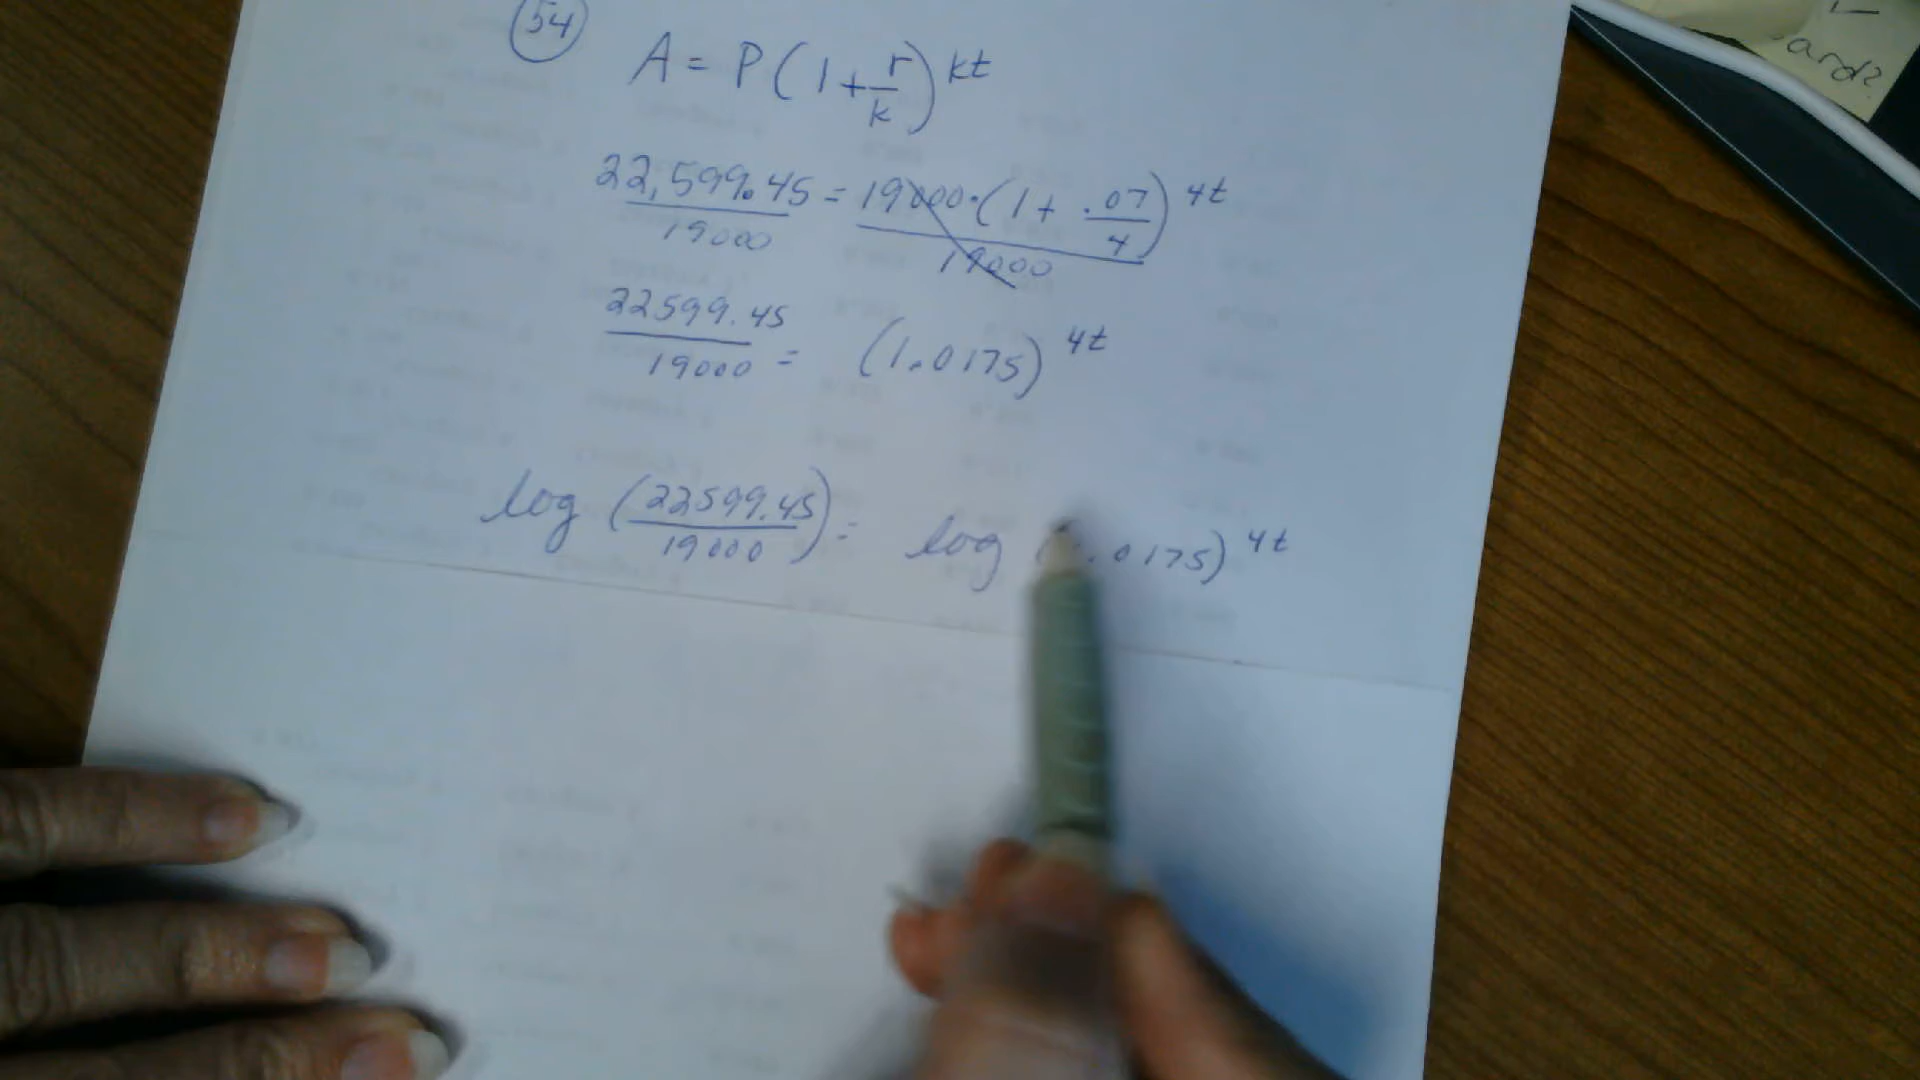 54
A = P(1 + r/k)^kt
22,599.45/19000 = 19000·(1 + .07/4)^4t/19000
22599.45/19000 = (1.0175)^4t
log (22599.45/19000) = log ( .0175)^4t
ard?